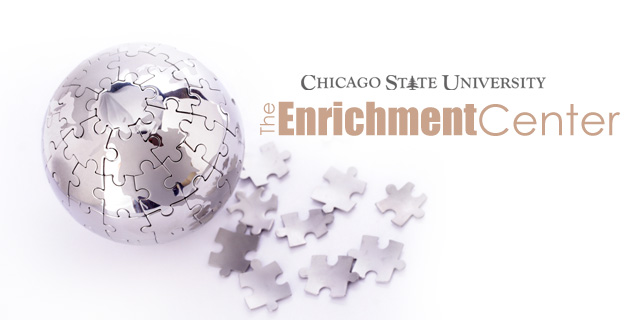 CHICAGO STATE UNIVERSITY
The EnrichmentCenter